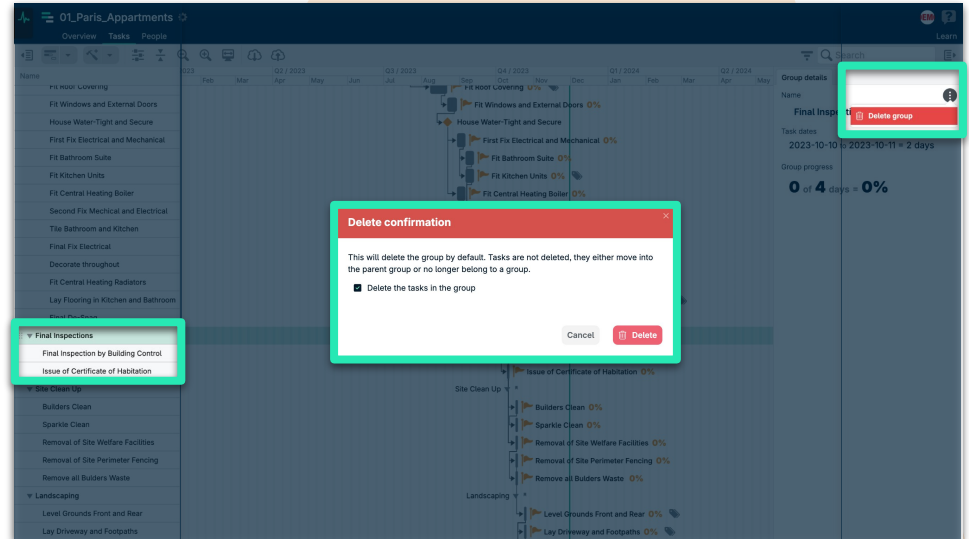 01_Paris_Appartments
EM
Overview Tasks People
Learn
Search
Name
2023
Q2 / 2023
Q3 / 2023
Q4 / 2023
Q1 / 2024
Q2 / 2024
Feb Mar Apr May Jun Jul Aug Sep Oct Nov Dec Jan Feb Mar Apr May
Group details
Name
Final Inspecti
Delete group
Task dates
2023-10-10 to 2023-10-11 = 2 days
Group progress
0 of 4 days = 0%
Fit Roof Covering
Fit Roof Covering 0%
Fit Windows and External Doors
Fit Windows and External Doors 0%
House Water-Tight and Secure
House Water-Tight and Secure
First Fix Electrical and Mechanical
First Fix Electrical and Mechanical 0%
Fit Bathroom Suite
Fit Bathroom Suite 0%
Fit Kitchen Units
Fit Kitchen Units 0%
Fit Central Heating Boiler
Fit Central Heating Boiler 0%
Second Fix Mechical and Electrical
Tile Bathroom and Kitchen
Final Fix Electrical
Decorate throughout
Fit Central Heating Radiators
Lay Flooring in Kitchen and Bathroom
Final De-Snag
Delete confirmation
This will delete the group by default. Tasks are not deleted, they either move into
the parent group or no longer belong to a group.
Delete the tasks in the group
Cancel
Delete
Final Inspections
Final Inspection by Building Control
Issue of Certificate of Habitation
Issue of Certificate of Habitation 0%
Site Clean Up
Site Clean Up
Builders Clean
Builders Clean 0%
Sparkle Clean
Sparkle Clean 0%
Removal of Site Welfare Facilities
Removal of Site Welfare Facilities 0%
Removal of Site Perimeter Fencing
Removal of Site Perimeter Fencing 0%
Remove all Bulders Waste
Remove all Bulders Waste 0%
Landscaping
Landscaping
Level Grounds Front and Rear
Level Grounds Front and Rear 0%
Lay Driveway and Footpaths
Lay Driveway and Footpaths 0%